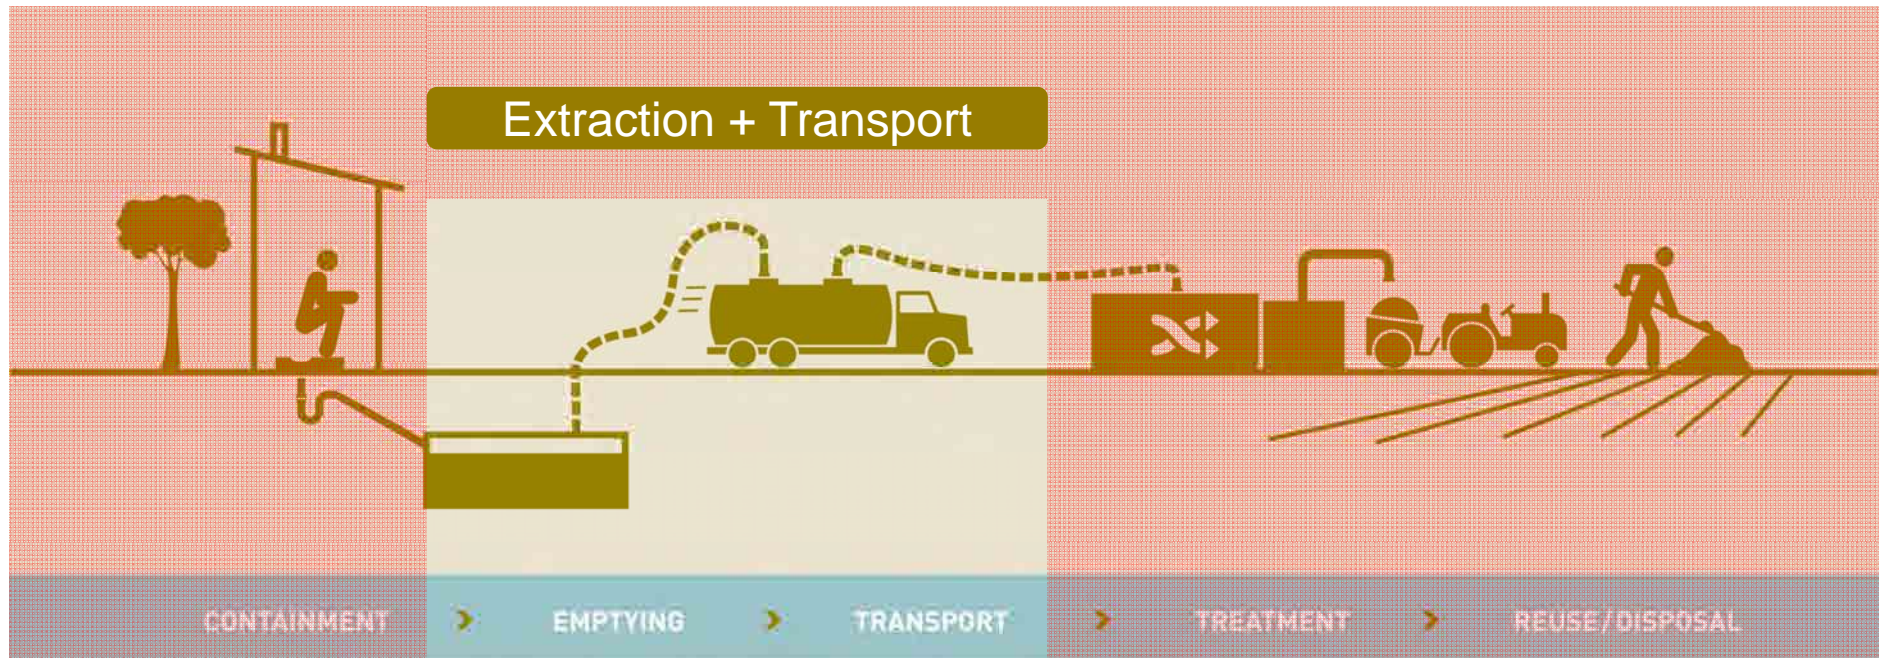 Extraction + Transport
CONTAINMENT > EMPTYING > TRANSPORT > TREATMENT > REUSE/DISPOSAL